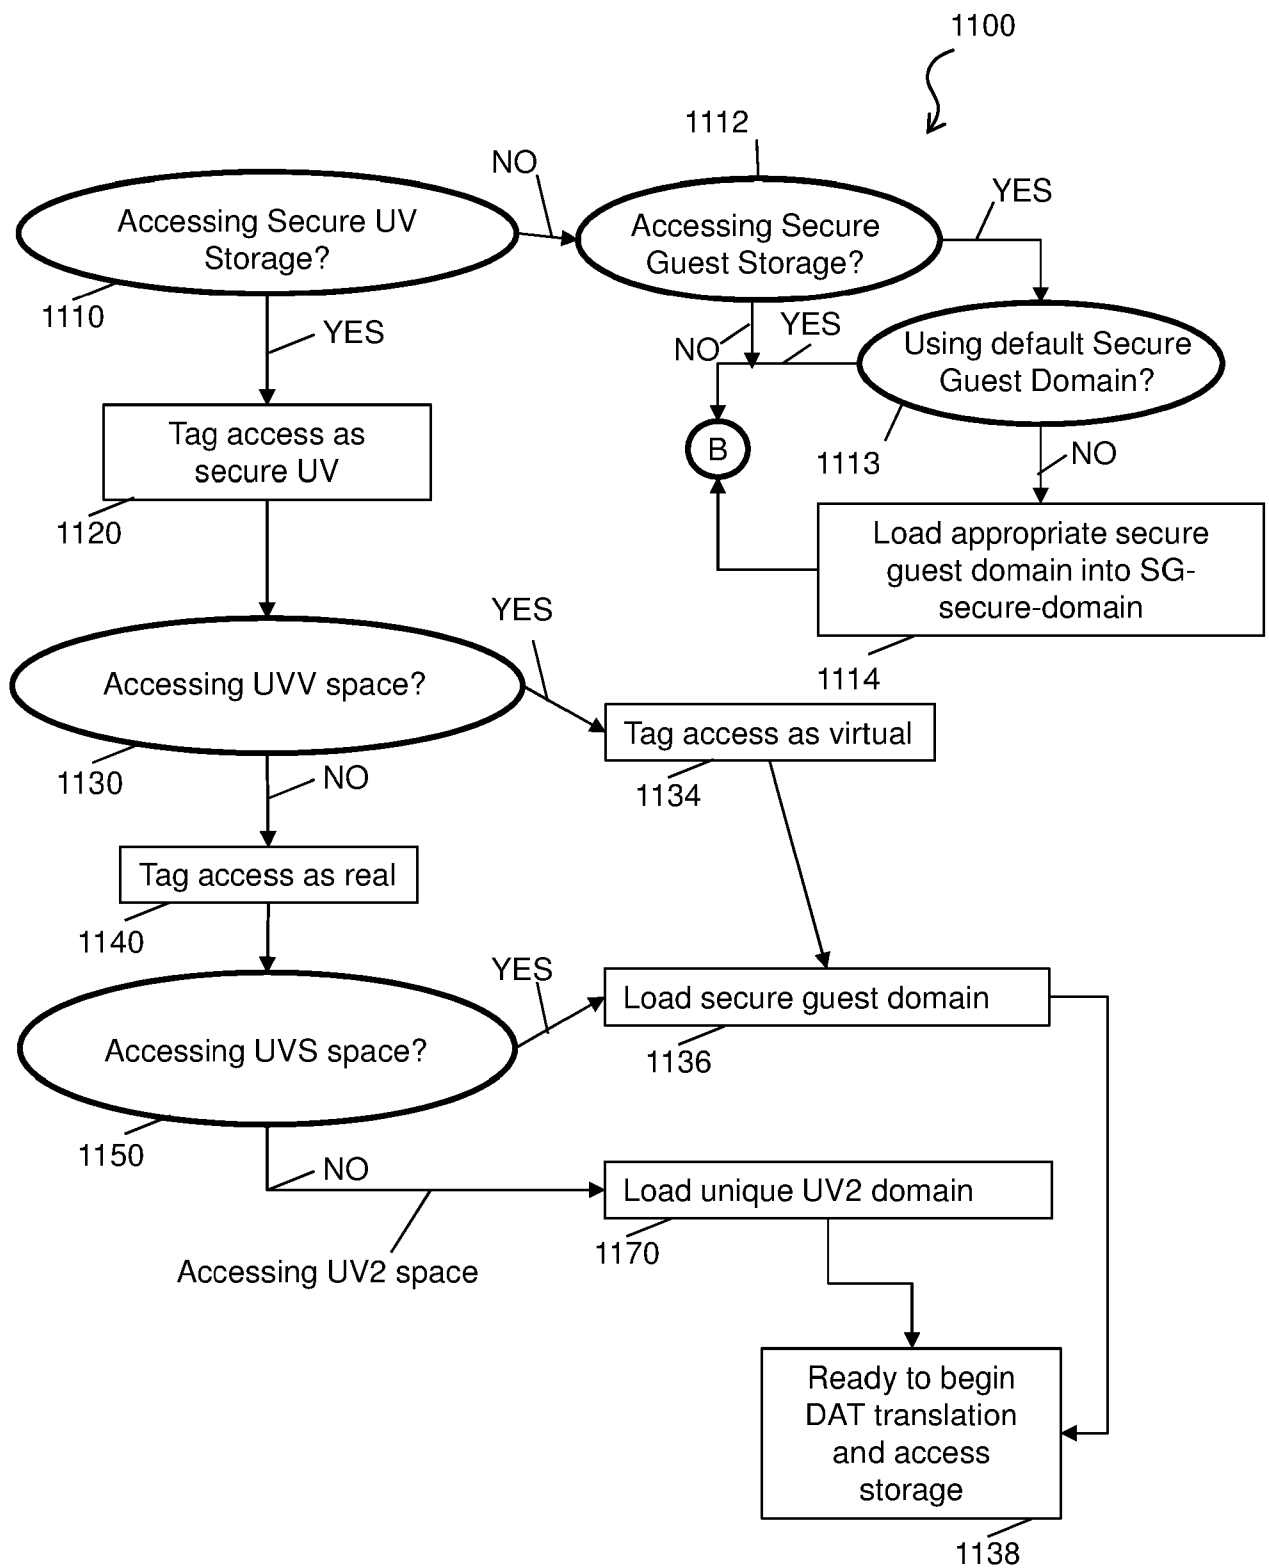 1100
1112
NO
YES
Accessing Secure UV
Storage?
Accessing Secure
Guest Storage?
1110
YES
NO
YES
Using default Secure
Guest Domain?
Tag access as
secure UV
B
1113
NO
1120
Load appropriate secure
guest domain into SG-
secure-domain
YES
1114
Accessing UVV space?
Tag access as virtual
1130
NO
1134
Tag access as real
1140
YES
Load secure guest domain
Accessing UVS space?
1136
1150
NO
Load unique UV2 domain
1170
Accessing UV2 space
Ready to begin
DAT translation
and access
storage
1138